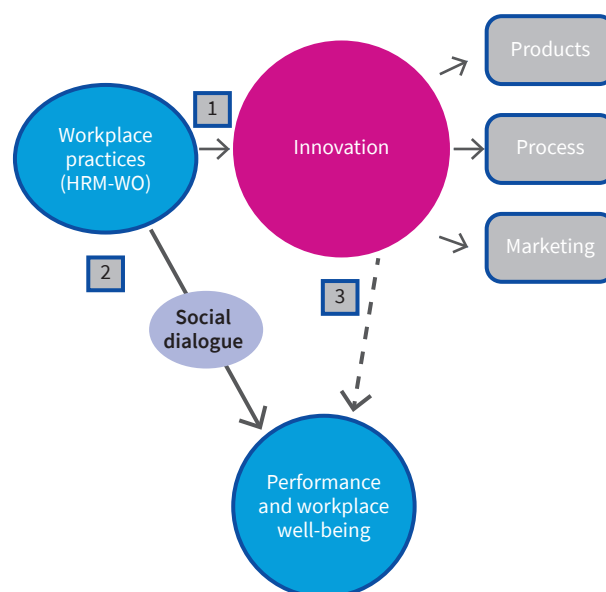 Products
1
Workplace
practices
(HRM-WO)
Innovation
Process
Marketing
2
3
Social
dialogue
Performance
and workplace
well-being